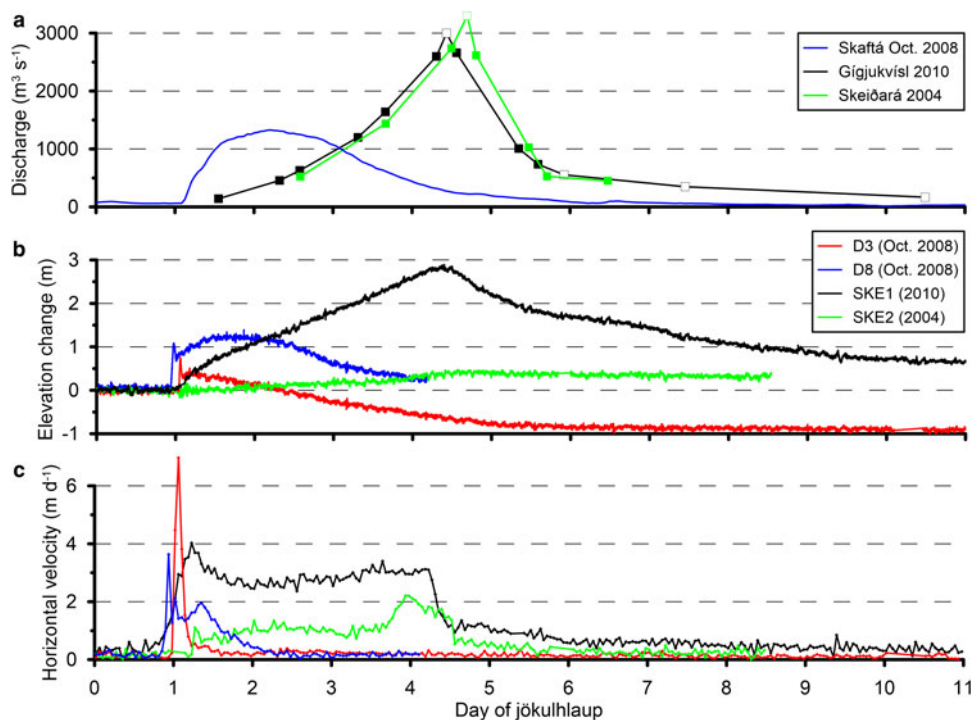 a
Discharge (m³ s⁻¹)
3000
2000
1000
0
Skaftá Oct. 2008
Gígjukvísl 2010
Skeiðará 2004
b
Elevation change (m)
3
2
1
0
-1
D3 (Oct. 2008)
D8 (Oct. 2008)
SKE1 (2010)
SKE2 (2004)
c
Horizontal velocity (m d⁻¹)
6
4
2
0
0 1 2 3 4 5 6 7 8 9 10 11
Day of jökulhlaup